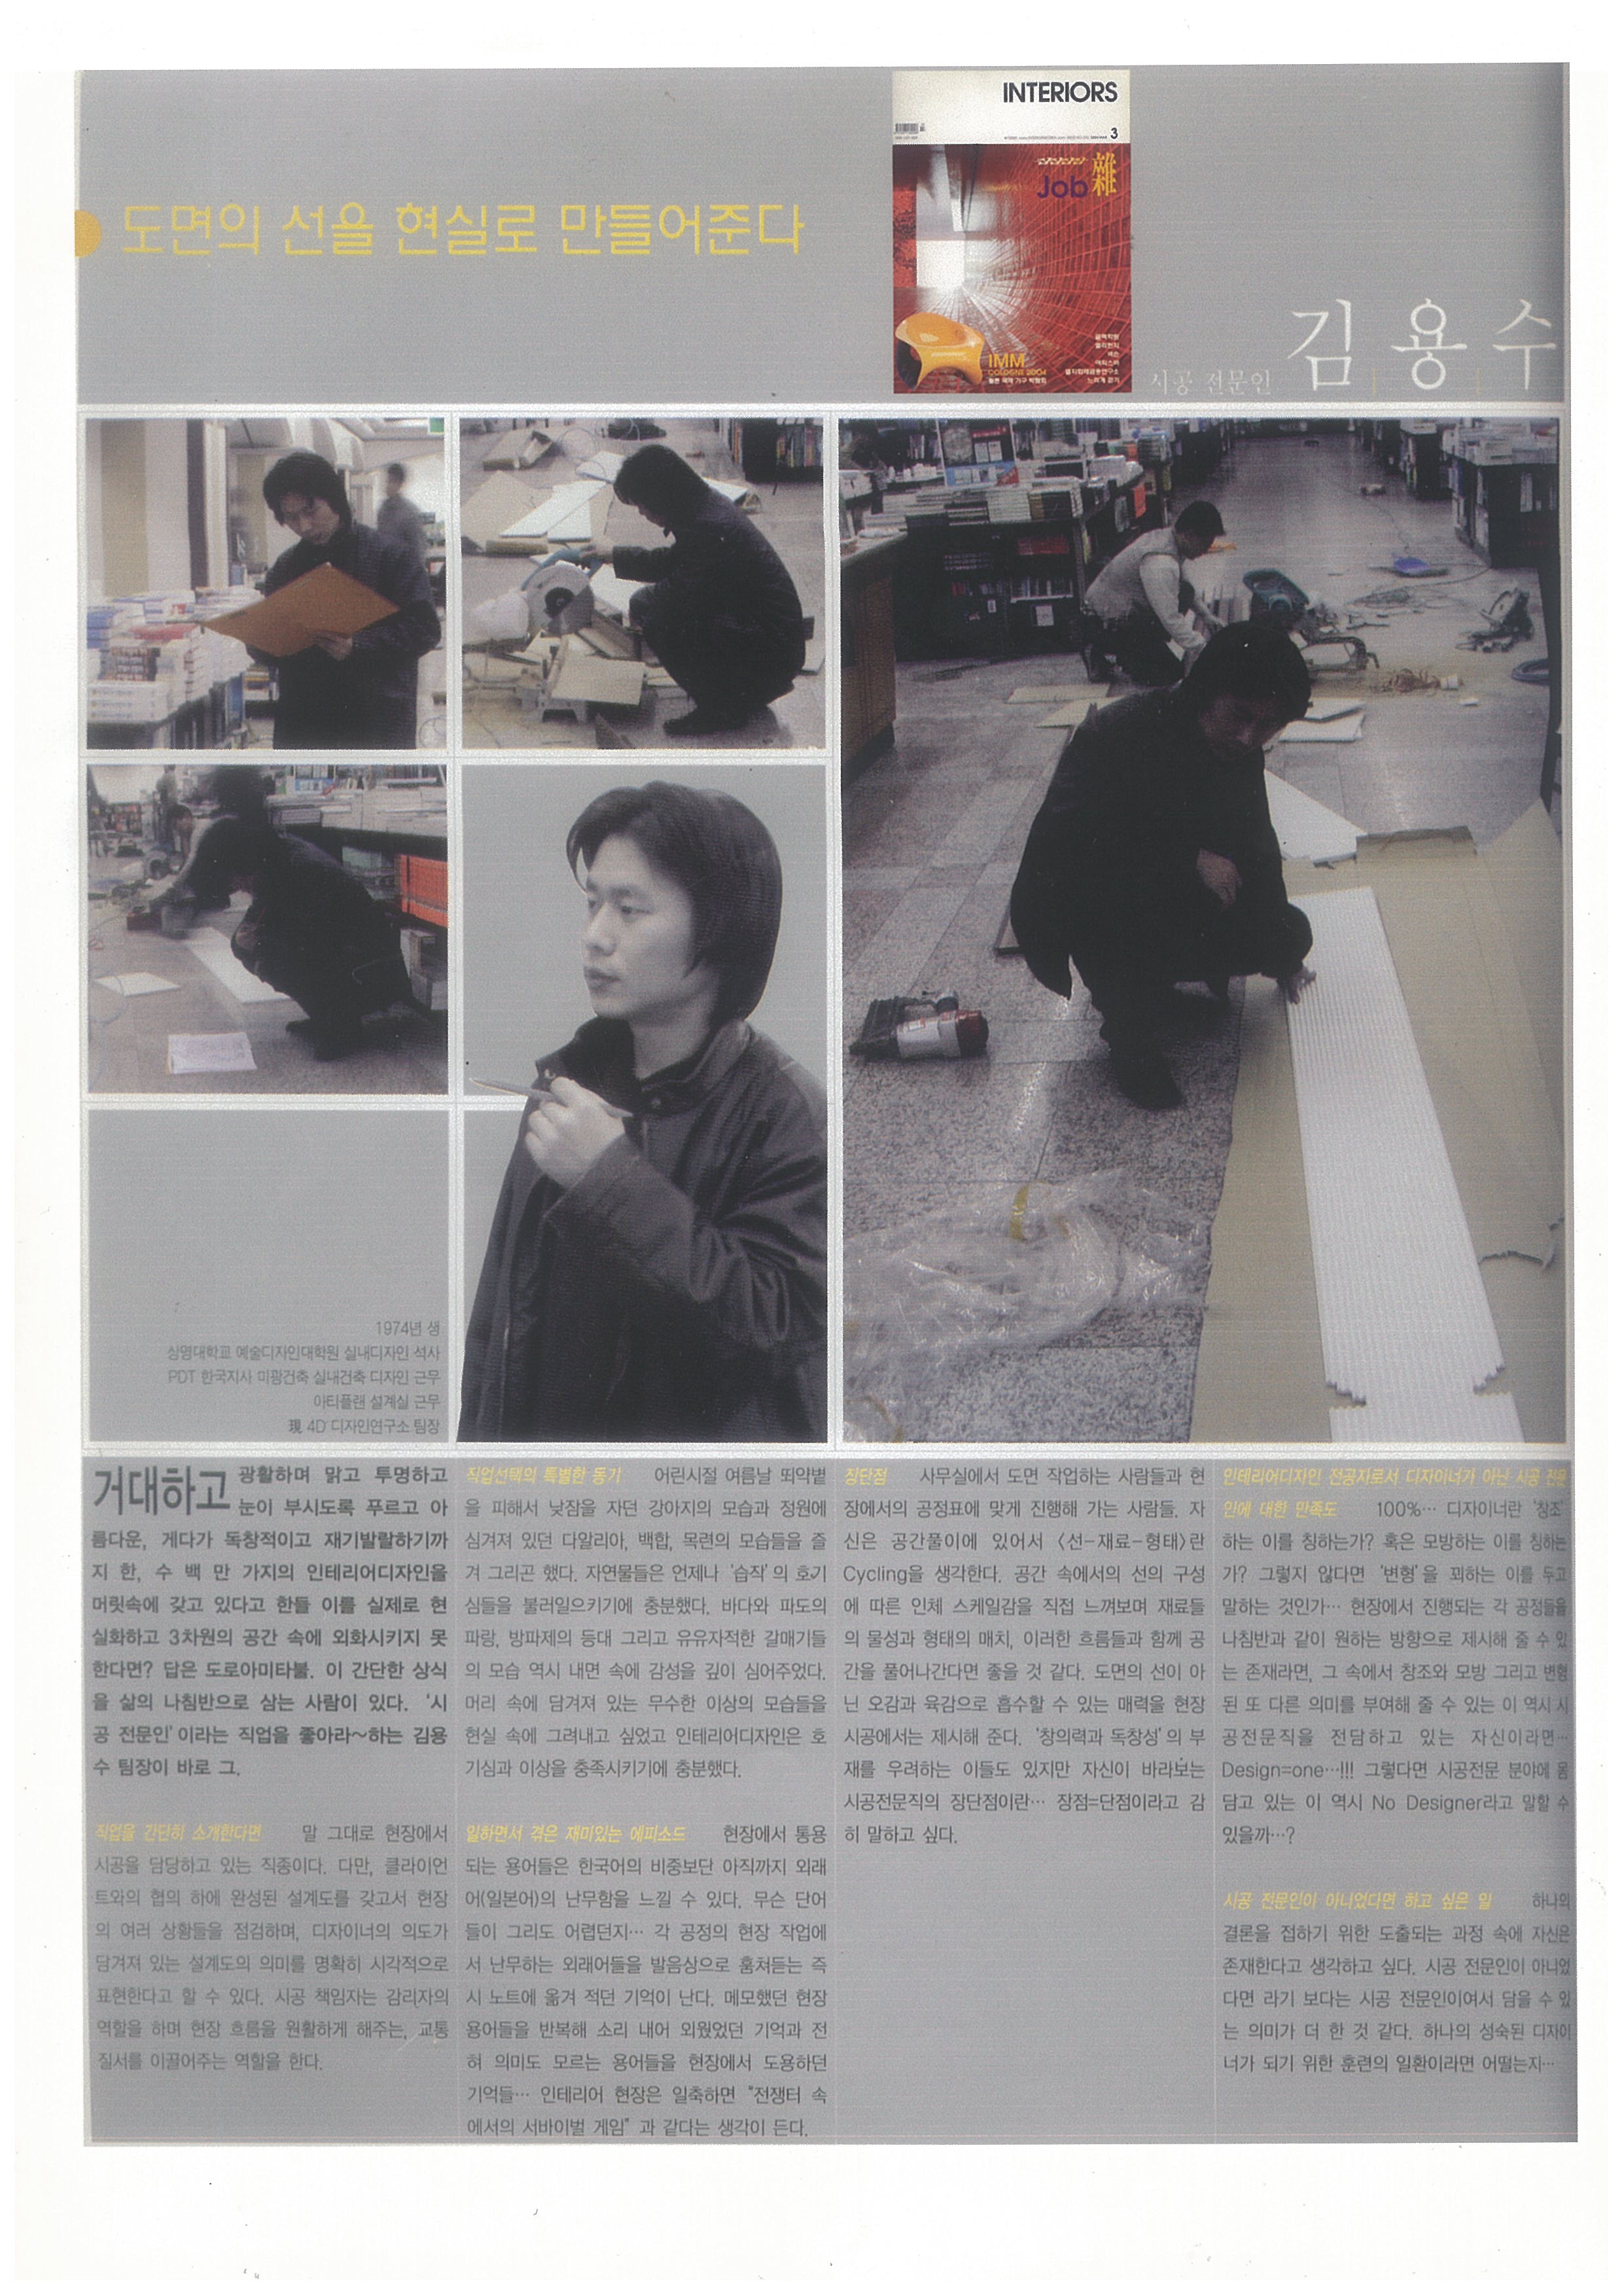 INTERIORS
3
Job 雜
IMM
COLOGNE 2004
도면의 선을 현실로 만들어준다
시공 전문인 김 용 수
1974년 생
상명대학교 예술디자인대학원 실내디자인 석사
PDT 한국지사 미광건축 실내건축 디자인 근무
아티플랜 설계실 근무
現 4D 디자인연구소 팀장
거대하고 광활하며 맑고 투명하고
눈이 부시도록 푸르고 아
름다운, 게다가 독창적이고 재기발랄하기까
지 한, 수 백 만 가지의 인테리어디자인을
머릿속에 갖고 있다고 한들 이를 실제로 현
실화하고 3차원의 공간 속에 외화시키지 못
한다면? 답은 도로아미타불. 이 간단한 상식
을 삶의 나침반으로 삼는 사람이 있다. ‘시
공 전문인’이라는 직업을 좋아라~하는 김용
수 팀장이 바로 그.
직업을 간단히 소개한다면 말 그대로 현장에서
시공을 담당하고 있는 직종이다. 다만, 클라이언
트와의 협의 하에 완성된 설계도를 갖고서 현장
의 여러 상황들을 점검하며, 디자이너의 의도가
담겨져 있는 설계도의 의미를 명확히 시각적으로
표현한다고 할 수 있다. 시공 책임자는 감리자의
역할을 하며 현장 흐름을 원활하게 해주는, 교통
질서를 이끌어주는 역할을 한다.
직업선택의 특별한 동기 어린시절 여름날 뙤약볕
을 피해서 낮잠을 자던 강아지의 모습과 정원에
심겨져 있던 다알리아, 백합, 목련의 모습들을 즐
겨 그리곤 했다. 자연물들은 언제나 ‘습작’의 호기
심들을 불러일으키기에 충분했다. 바다와 파도의
파랑, 방파제의 등대 그리고 유유자적한 갈매기들
의 모습 역시 내면 속에 감성을 깊이 심어주었다.
머리 속에 담겨져 있는 무수한 이상의 모습들을
현실 속에 그려내고 싶었고 인테리어디자인은 호
기심과 이상을 충족시키기에 충분했다.
일하면서 겪은 재미있는 에피소드 현장에서 통용
되는 용어들은 한국어의 비중보단 아직까지 외래
어(일본어)의 난무함을 느낄 수 있다. 무슨 단어
들이 그리도 어렵던지… 각 공정의 현장 작업에
서 난무하는 외래어들을 발음상으로 훔쳐듣는 즉
시 노트에 옮겨 적던 기억이 난다. 메모했던 현장
용어들을 반복해 소리 내어 외웠었던 기억과 전
혀 의미도 모르는 용어들을 현장에서 도용하던
기억들… 인테리어 현장은 일축하면 “전쟁터 속
에서의 서바이벌 게임” 과 같다는 생각이 든다.
장단점 사무실에서 도면 작업하는 사람들과 현
장에서의 공정표에 맞게 진행해 가는 사람들. 자
신은 공간풀이에 있어서 〈선-재료-형태〉란
Cycling을 생각한다. 공간 속에서의 선의 구성
에 따른 인체 스케일감을 직접 느껴보며 재료들
의 물성과 형태의 매치, 이러한 흐름들과 함께 공
간을 풀어나간다면 좋을 것 같다. 도면의 선이 아
닌 오감과 육감으로 흡수할 수 있는 매력을 현장
시공에서는 제시해 준다. ‘창의력과 독창성’의 부
재를 우려하는 이들도 있지만 자신이 바라보는
시공전문직의 장단점이란… 장점=단점이라고 감
히 말하고 싶다.
인테리어디자인 전공자로서 디자이너가 아닌 시공 전문
인에 대한 만족도 100%… 디자이너란 ‘창조’
하는 이를 칭하는가? 혹은 모방하는 이를 칭하는
가? 그렇지 않다면 ‘변형’을 꾀하는 이를 두고
말하는 것인가… 현장에서 진행되는 각 공정들을
나침반과 같이 원하는 방향으로 제시해 줄 수 있
는 존재라면, 그 속에서 창조와 모방 그리고 변형
된 또 다른 의미를 부여해 줄 수 있는 이 역시 시
공전문직을 전담하고 있는 자신이라면…
Design=one…!!! 그렇다면 시공전문 분야에 몸
담고 있는 이 역시 No Designer라고 말할 수
있을까…?
시공 전문인이 아니었다면 하고 싶은 일 하나의
결론을 접하기 위한 도출되는 과정 속에 자신은
존재한다고 생각하고 싶다. 시공 전문인이 아니었
다면 라기 보다는 시공 전문인이여서 담을 수 있
는 의미가 더 한 것 같다. 하나의 성숙된 디자이
너가 되기 위한 훈련의 일환이라면 어떨는지…